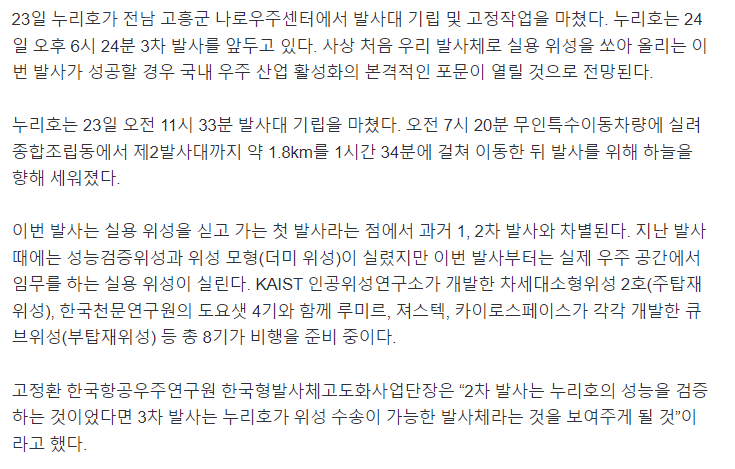 23일 누리호가 전남 고흥군 나로우주센터에서 발사대 기립 및 고정작업을 마쳤다. 누리호는 24
일 오후 6시 24분 3차 발사를 앞두고 있다. 사상 처음 우리 발사체로 실용 위성을 쏘아 올리는 이
번 발사가 성공할 경우 국내 우주 산업 활성화의 본격적인 포문이 열릴 것으로 전망된다.
누리호는 23일 오전 11시 33분 발사대 기립을 마쳤다. 오전 7시 20분 무인특수이동차량에 실려
종합조립동에서 제2발사대까지 약 1.8km를 1시간 34분에 걸쳐 이동한 뒤 발사를 위해 하늘을
향해 세워졌다.
이번 발사는 실용 위성을 싣고 가는 첫 발사라는 점에서 과거 1, 2차 발사와 차별된다. 지난 발사
때에는 성능검증위성과 위성 모형(더미 위성)이 실렸지만 이번 발사부터는 실제 우주 공간에서
임무를 하는 실용 위성이 실린다. KAIST 인공위성연구소가 개발한 차세대소형위성 2호(주탑재
위성), 한국천문연구원의 도요샛 4기와 함께 루미르, 져스텍, 카이로스페이스가 각각 개발한 큐
브위성(부탑재위성) 등 총 8기가 비행을 준비 중이다.
고정환 한국항공우주연구원 한국형발사체고도화사업단장은 “2차 발사는 누리호의 성능을 검증
하는 것이었다면 3차 발사는 누리호가 위성 수송이 가능한 발사체라는 것을 보여주게 될 것”이
라고 했다.